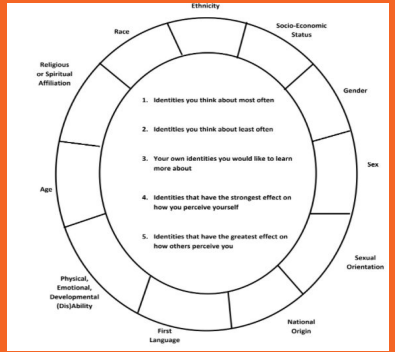 Ethnicity
Socio-Economic
Status
Gender
Sex
Sexual
Orientation
National
Origin
First
Language
Physical,
Emotional,
Developmental
(Dis)Ability
Age
Religious
or Spiritual
Affiliation
Race
1. Identities you think about most often
2. Identities you think about least often
3. Your own identities you would like to learn
more about
4. Identities that have the strongest effect on
how you perceive yourself
5. Identities that have the greatest effect on
how others perceive you